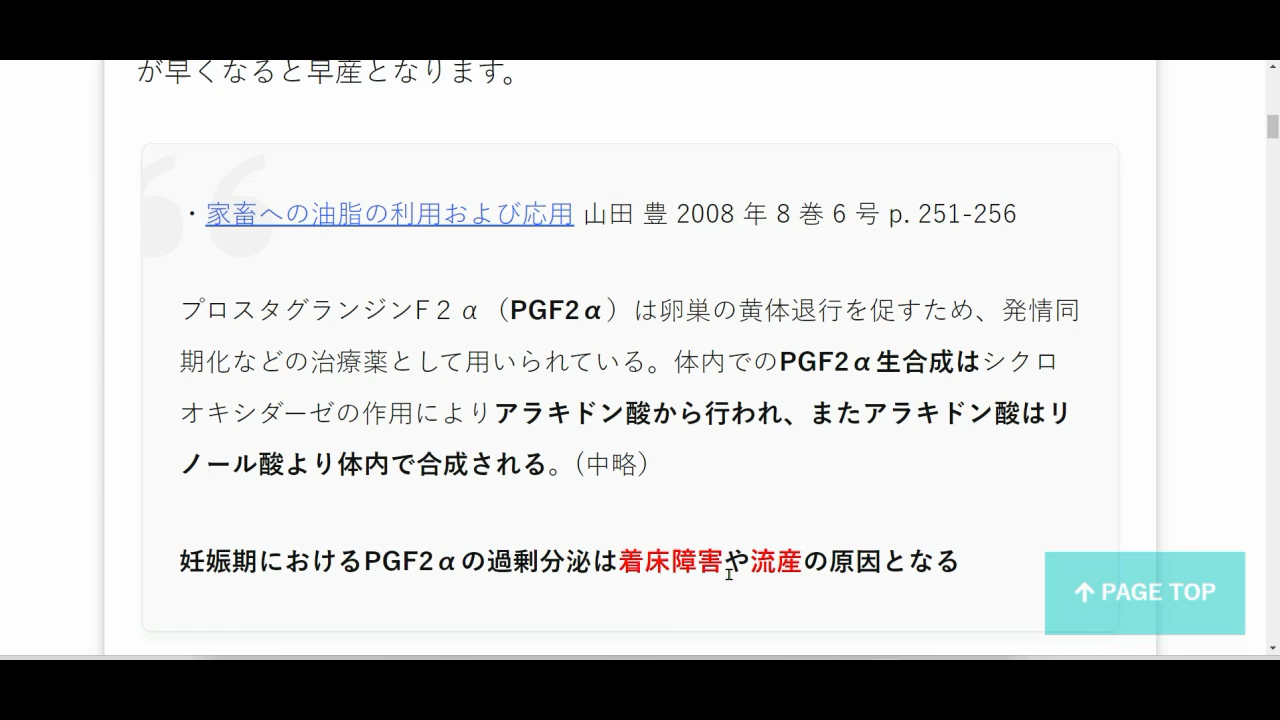 が早くなると早産となります。
・家畜への油脂の利用および応用 山田 豊 2008 年 8 巻 6 号 p. 251-256
プロスタグランジンF２α（PGF2α）は卵巣の黄体退行を促すため、発情同
期化などの治療薬として用いられている。体内でのPGF2α生合成はシクロ
オキシダーゼの作用によりアラキドン酸から行われ、またアラキドン酸はリ
ノール酸より体内で合成される。（中略）
妊娠期におけるPGF2αの過剰分泌は着床障害や流産の原因となる
↑ PAGE TOP